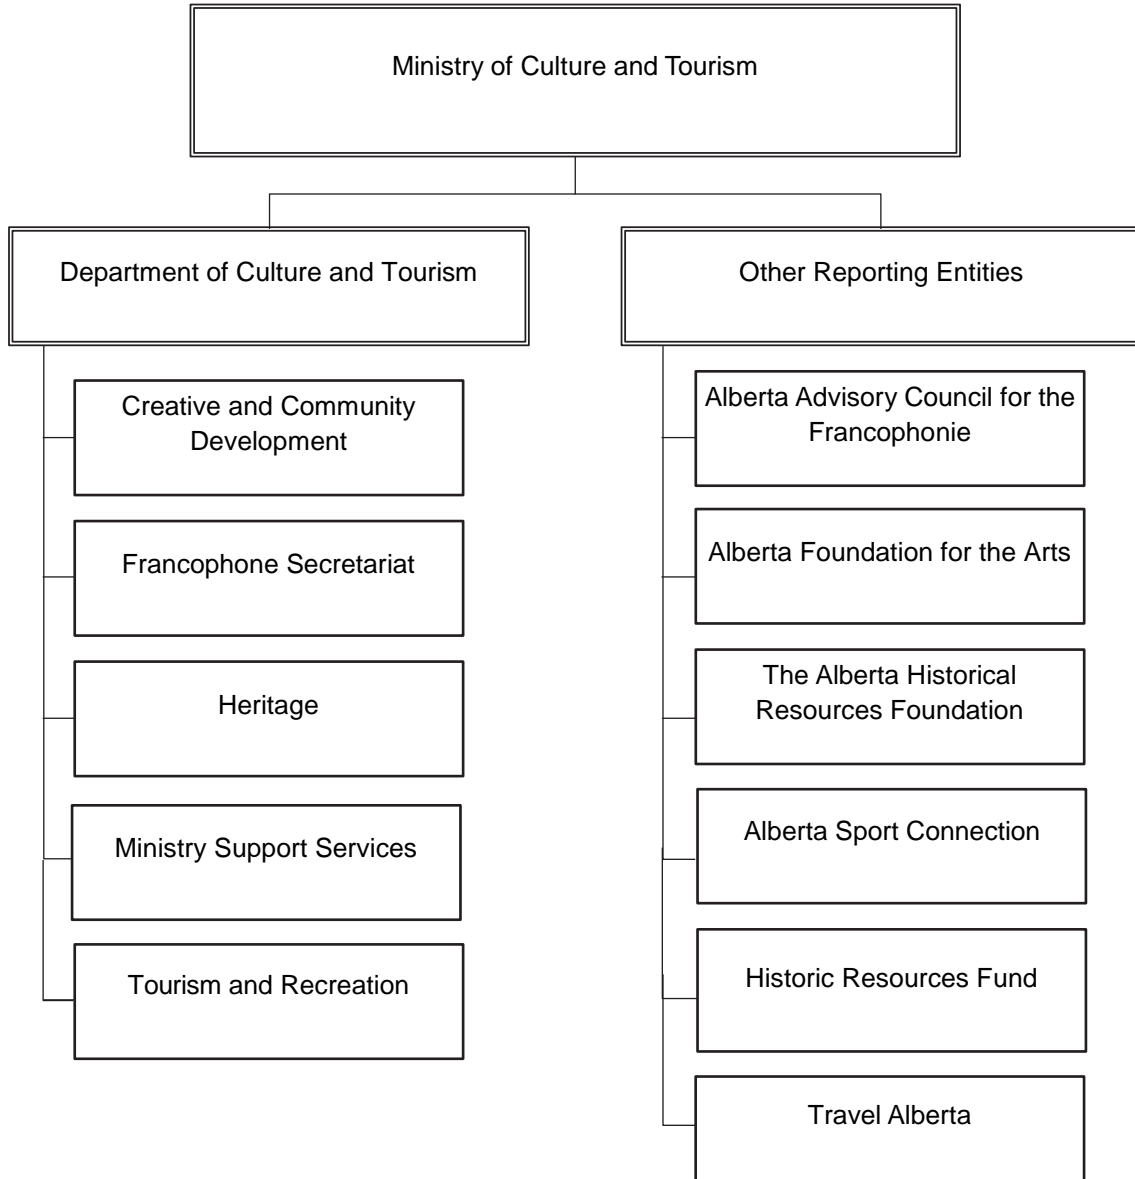 Ministry of Culture and Tourism
Department of Culture and Tourism
Creative and Community
Development
Francophone Secretariat
Heritage
Ministry Support Services
Tourism and Recreation
Other Reporting Entities
Alberta Advisory Council for the
Francophonie
Alberta Foundation for the Arts
The Alberta Historical
Resources Foundation
Alberta Sport Connection
Historic Resources Fund
Travel Alberta